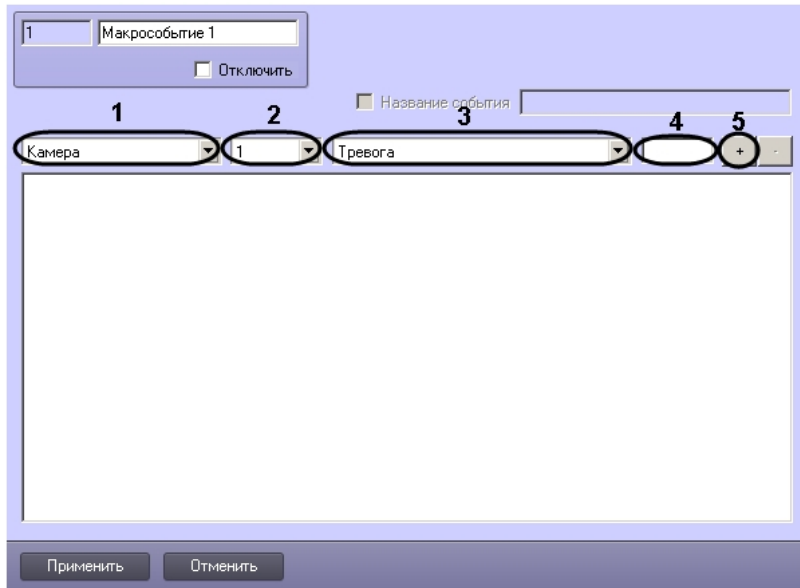 1 Макрособытие 1
Отключить
Название события
1 2 3 4 5
Камера 1 Тревога + -
Применить Отменить